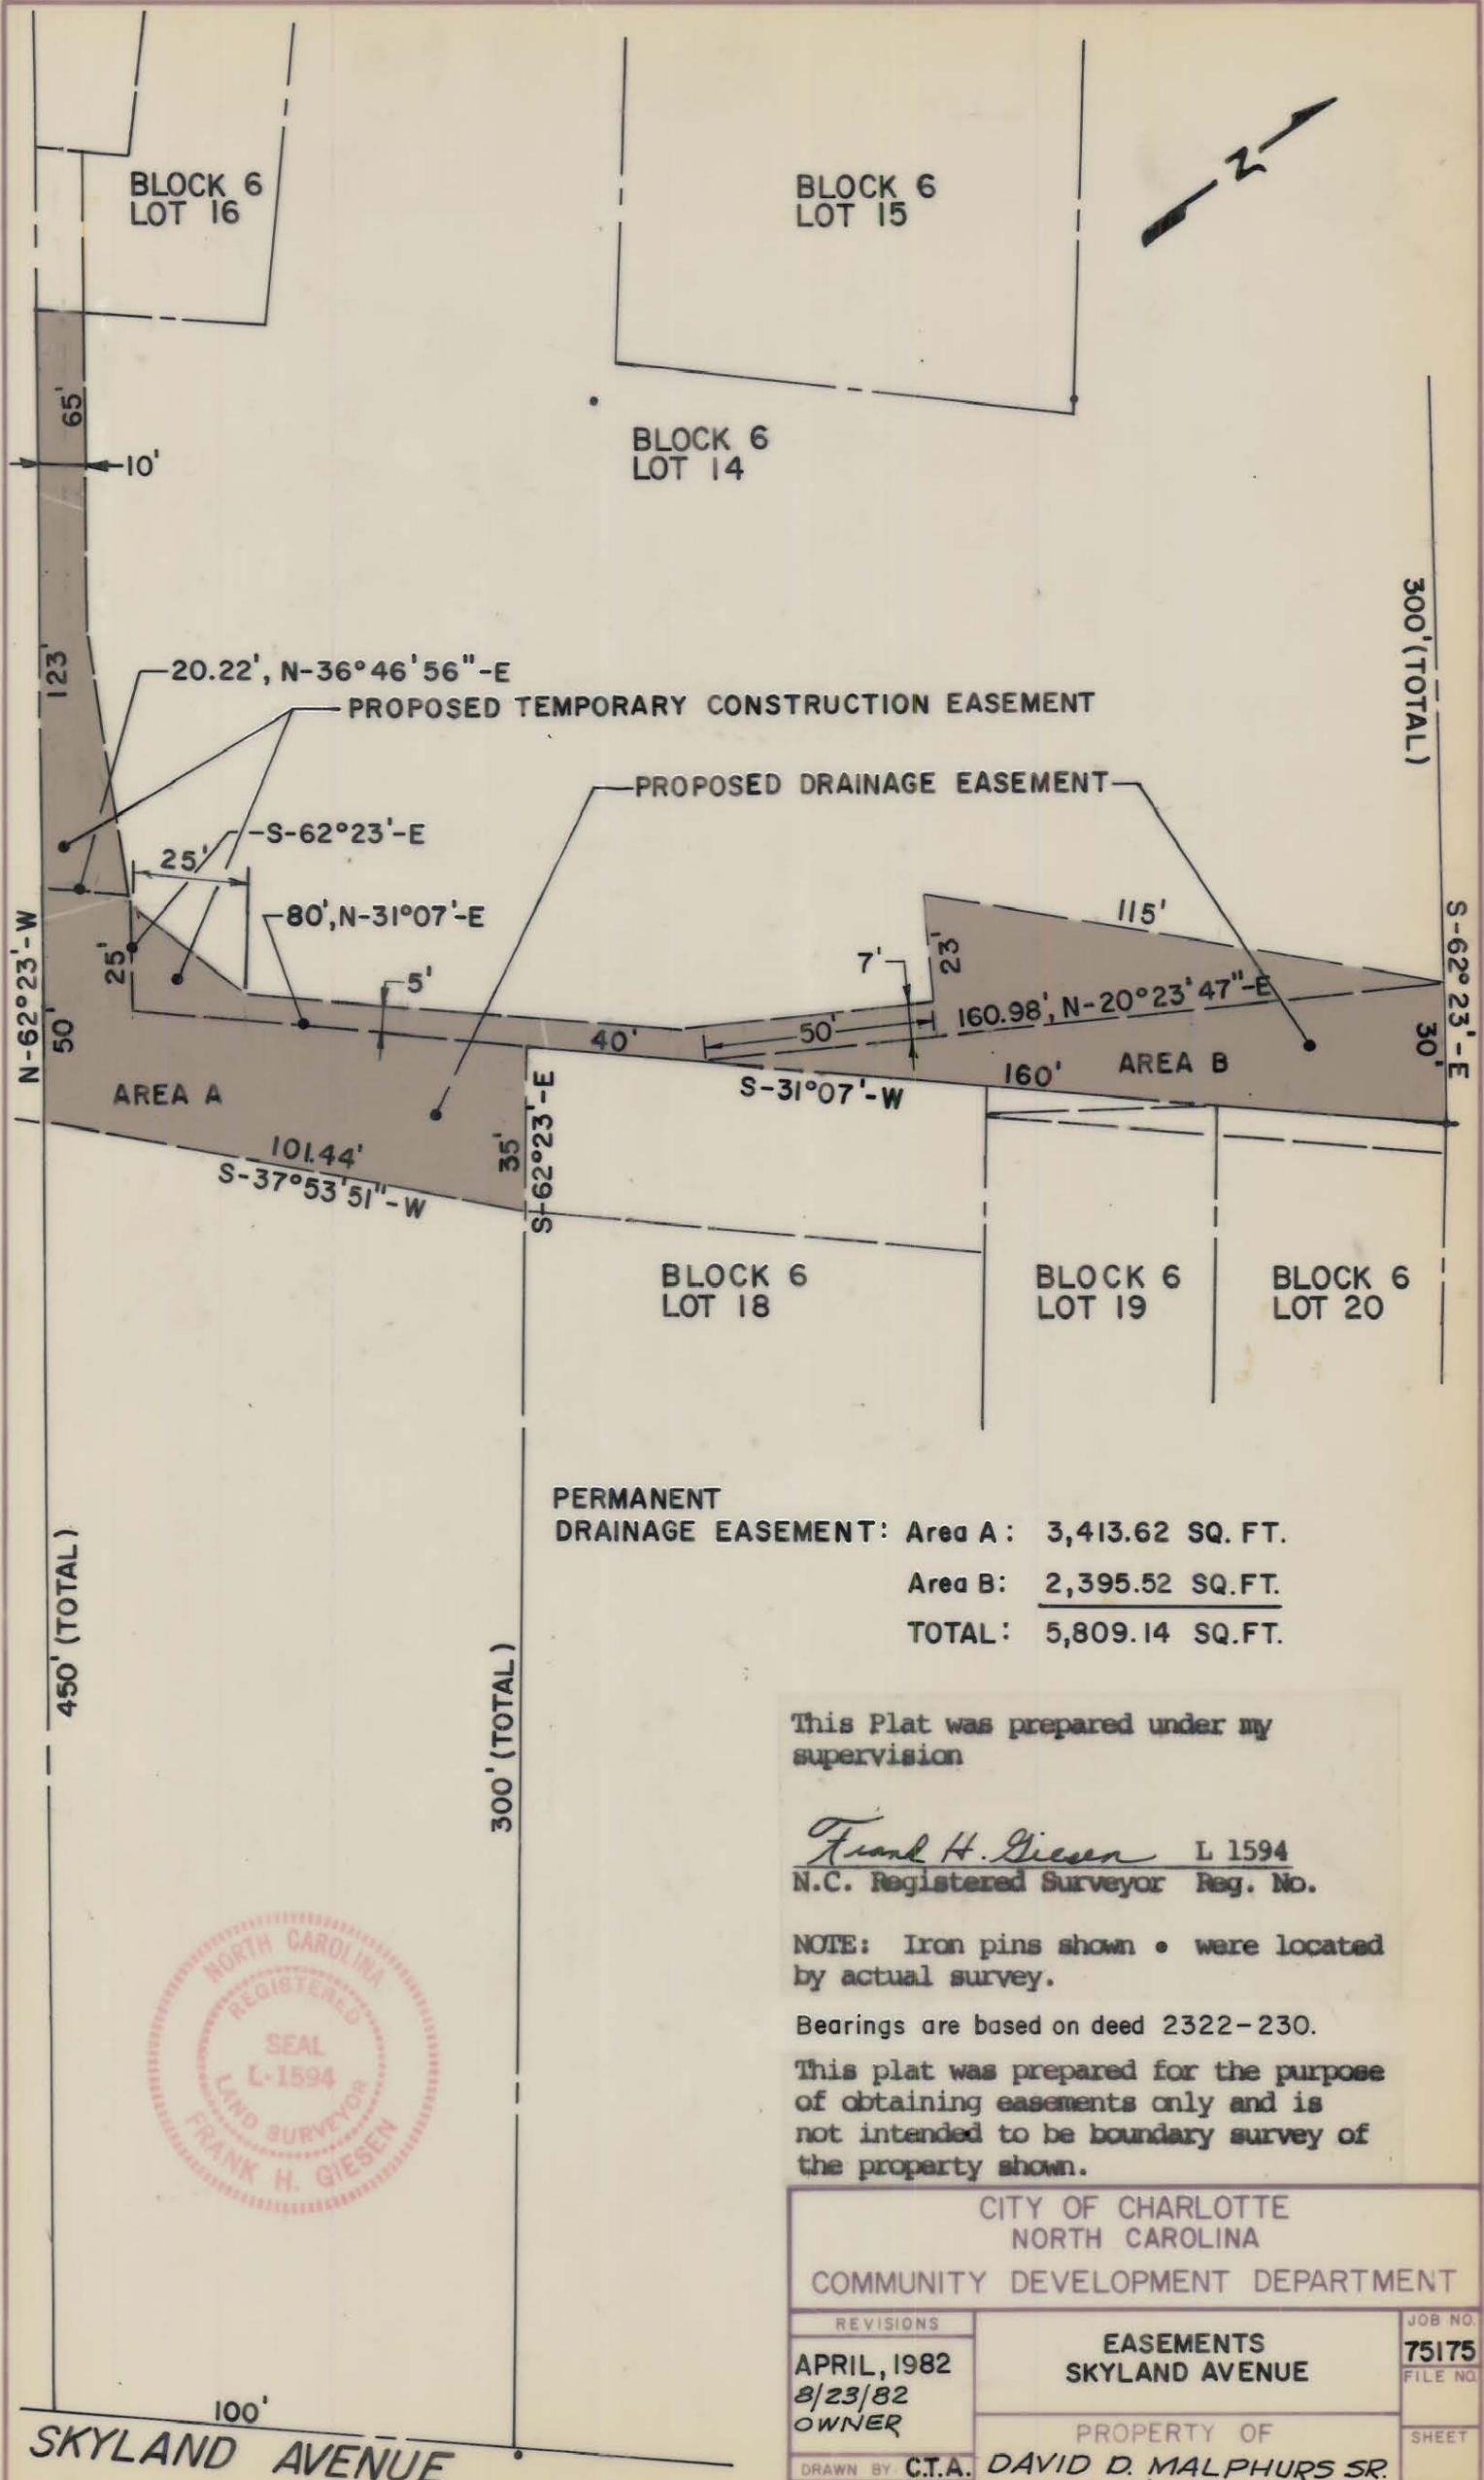 BLOCK 6
LOT 16
BLOCK 6
LOT 15
N
BLOCK 6
LOT 14
65'
10'
123'
300' (TOTAL)
20.22', N-36°46'56"-E
PROPOSED TEMPORARY CONSTRUCTION EASEMENT
PROPOSED DRAINAGE EASEMENT
S-62°23'-E
25'
80', N-31°07'-E
25'
5'
7'
23'
115'
160.98', N-20°23'47"-E
S-62°23'-E
30'
N-62°23'-W
50'
40'
50'
160'
AREA B
S-31°07'-W
AREA A
101.44'
S-37°53'51"-W
35'
S-62°23'-E
BLOCK 6
LOT 18
BLOCK 6
LOT 19
BLOCK 6
LOT 20
PERMANENT
DRAINAGE EASEMENT: Area A: 3,413.62 SQ. FT.
Area B: 2,395.52 SQ.FT.
TOTAL: 5,809.14 SQ.FT.
450' (TOTAL)
300' (TOTAL)
This Plat was prepared under my
supervision
Frank H. Giesen L 1594
N.C. Registered Surveyor Reg. No.
NOTE: Iron pins shown • were located
by actual survey.
Bearings are based on deed 2322-230.
This plat was prepared for the purpose
of obtaining easements only and is
not intended to be boundary survey of
the property shown.
NORTH CAROLINA
REGISTERED
SEAL
L-1594
LAND SURVEYOR
FRANK H. GIESEN
CITY OF CHARLOTTE
NORTH CAROLINA
COMMUNITY DEVELOPMENT DEPARTMENT
REVISIONS
APRIL, 1982
8/23/82
OWNER
DRAWN BY C.T.A.
EASEMENTS
SKYLAND AVENUE
PROPERTY OF
DAVID D. MALPHURS SR.
JOB NO.
75175
FILE NO.
SHEET
100'
SKYLAND AVENUE